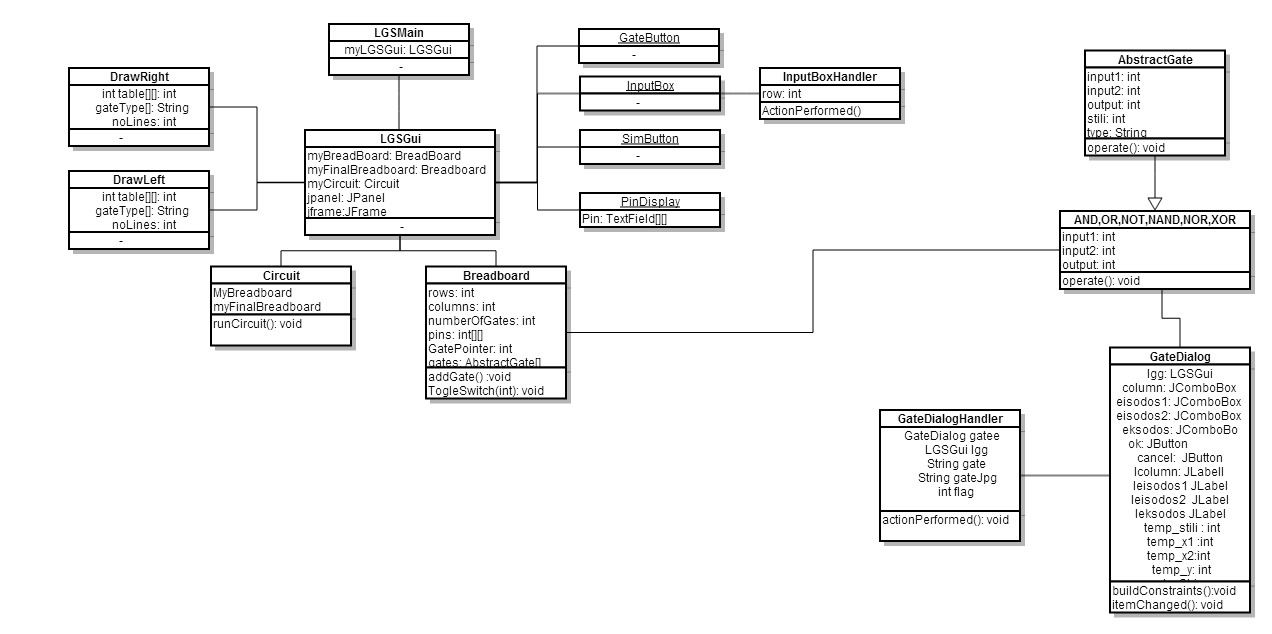 LGSMain
myLGSGui: LGSGui
-
DrawRight
int table[][]: int
gateType[]: String
noLines: int
-
DrawLeft
int table[][]: int
gateType[]: String
noLines: int
-
LGSGui
myBreadBoard: BreadBoard
myFinalBreadboard: Breadboard
myCircuit: Circuit
jpanel: JPanel
jframe:JFrame
-
GateButton
-
InputBox
-
SimButton
-
PinDisplay
Pin: TextField[][]
InputBoxHandler
row: int
ActionPerformed()
AbstractGate
input1: int
input2: int
output: int
stili: int
type: String
operate(): void
AND,OR,NOT,NAND,NOR,XOR
input1: int
input2: int
output: int
operate(): void
Circuit
MyBreadboard
myFinalBreadboard
runCircuit(): void
Breadboard
rows: int
columns: int
numberOfGates: int
pins: int[][]
GatePointer: int
gates: AbstractGate[]
addGate() :void
TogleSwitch(int): void
GateDialogHandler
GateDialog gatee
LGSGui lgg
String gate
String gateJpg
int flag
actionPerformed(): void
GateDialog
lgg: LGSGui
column: JComboBox
eisodos1: JComboBox
eisodos2: JComboBox
eksodos: JComboBo
ok: JButton
cancel: JButton
lcolumn: JLabell
leisodos1 JLabel
leisodos2 JLabel
leksodos JLabel
temp_stili : int
temp_x1 :int
temp_x2:int
temp_y: int
buildConstraints():void
itemChanged(): void